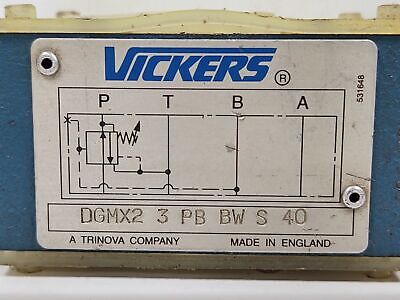 VICKERS ®
531648
P T B A
DGMX2 3 PB BW S 40
A TRINOVA COMPANY MADE IN ENGLAND